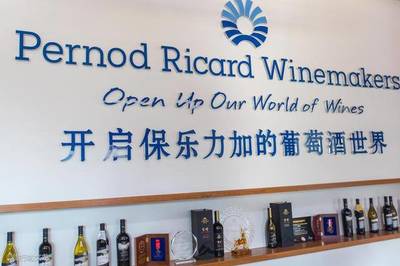 Pernod Ricard Winemakers
Open Up Our World of Wines
开启保乐力加的葡萄酒世界